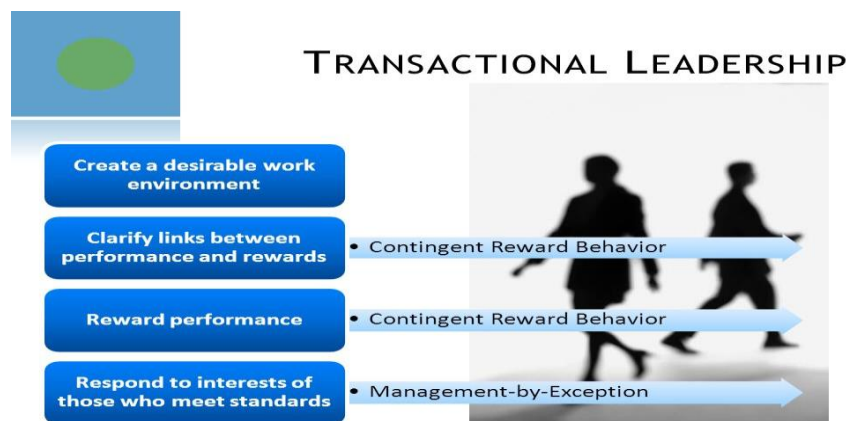 TRANSACTIONAL LEADERSHIP
Create a desirable work
environment
Clarify links between
performance and rewards
• Contingent Reward Behavior
Reward performance
• Contingent Reward Behavior
Respond to interests of
those who meet standards
• Management-by-Exception